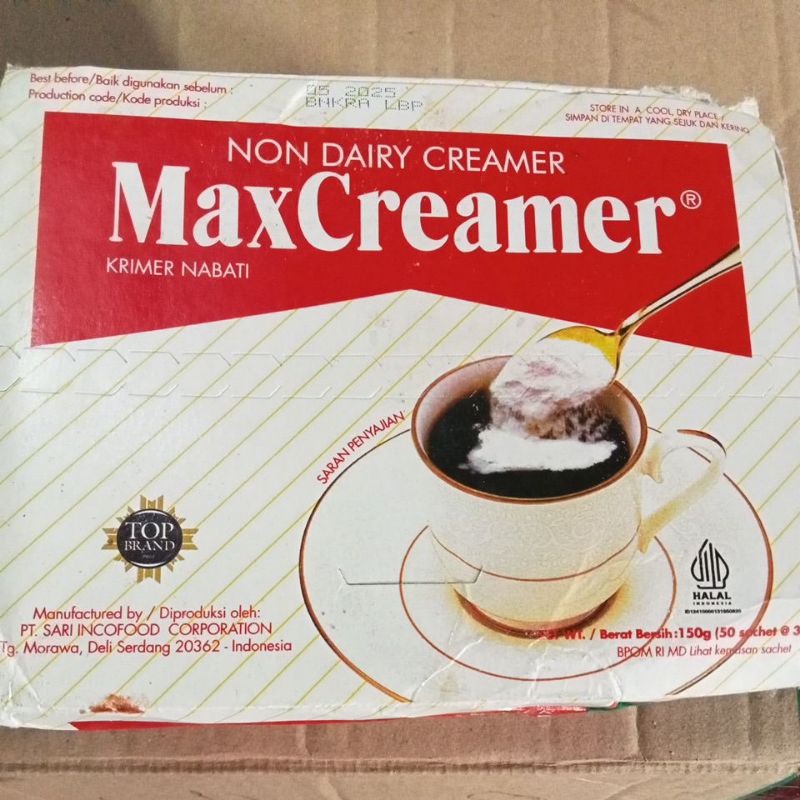 Best before/Baik digunakan sebelum : 05 2025
Production code/Kode produksi : BNKRA LBP
STORE IN A COOL, DRY PLACE /
SIMPAN DI TEMPAT YANG SEJUK DAN KERING
NON DAIRY CREAMER
MaxCreamer®
KRIMER NABATI
SARAN PENYAJIAN
TOP
BRAND
HALAL
INDONESIA
Manufactured by / Diproduksi oleh:
PT. SARI INCOFOOD CORPORATION
Tg. Morawa, Deli Serdang 20362 - Indonesia
WT. / Berat Bersih:150g (50 sachet @ 3
BPOM RI MD Lihat kemasan sachet